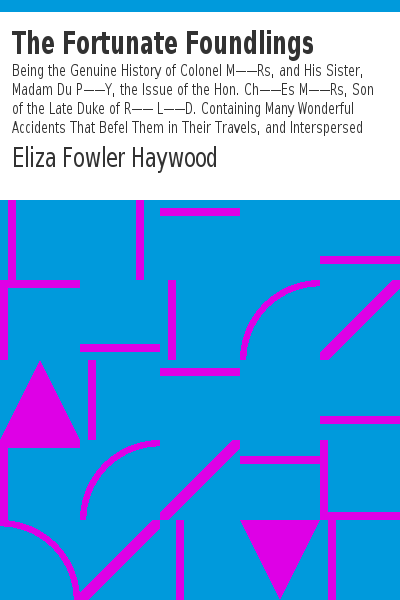 The Fortunate Foundlings
Being the Genuine History of Colonel M——Rs, and His Sister,
Madam Du P——Y, the Issue of the Hon. Ch——Es M——Rs, Son
of the Late Duke of R—— L——D. Containing Many Wonderful
Accidents That Befel Them in Their Travels, and Interspersed
Eliza Fowler Haywood